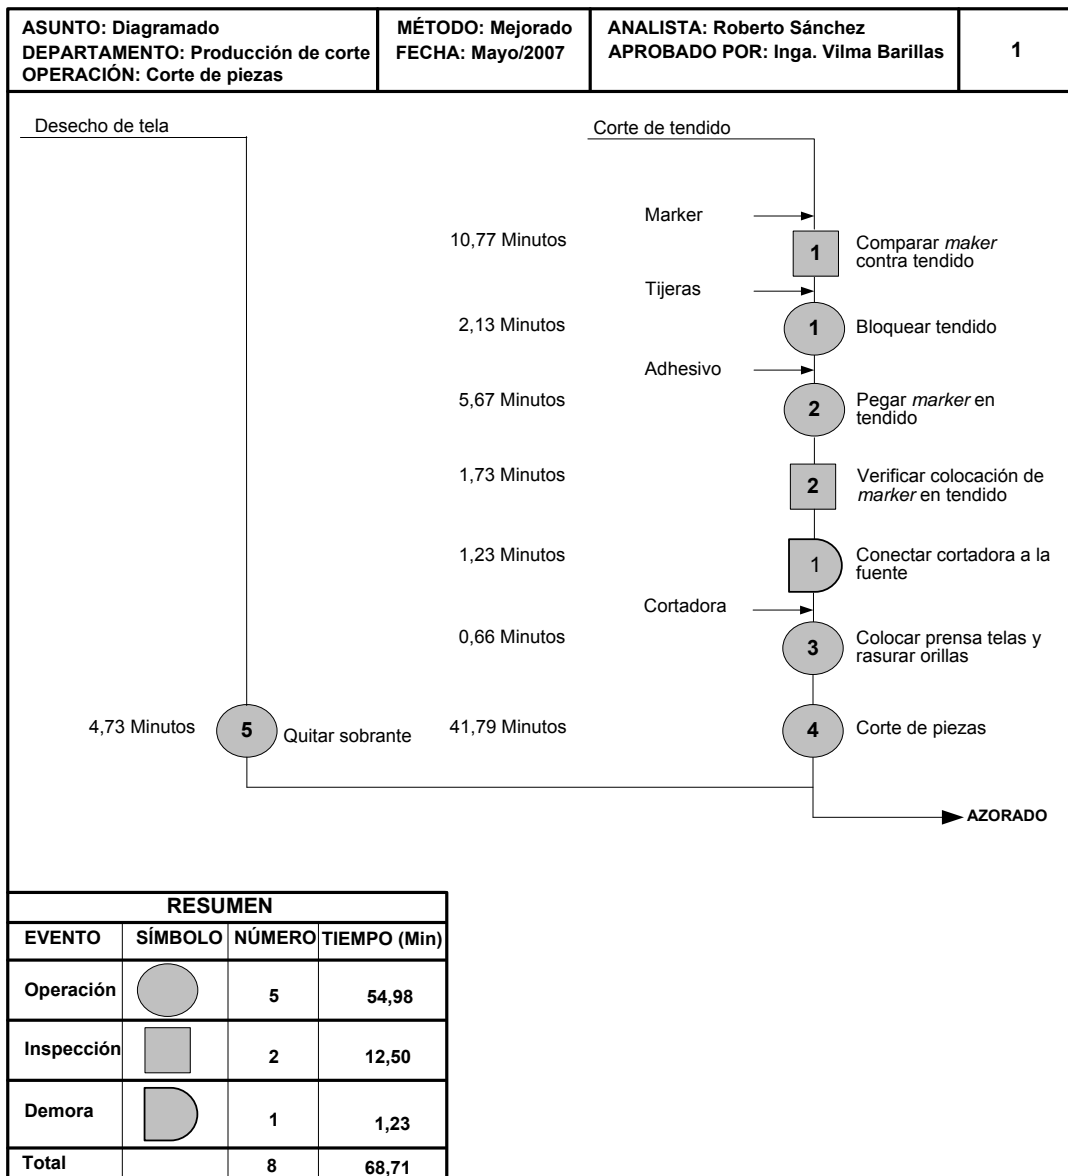 ASUNTO: Diagramado
DEPARTAMENTO: Producción de corte
OPERACIÓN: Corte de piezas
MÉTODO: Mejorado
FECHA: Mayo/2007
ANALISTA: Roberto Sánchez
APROBADO POR: Inga. Vilma Barillas
1
Desecho de tela
Corte de tendido
Marker
10,77 Minutos
1
Comparar maker
contra tendido
Tijeras
2,13 Minutos
1
Bloquear tendido
Adhesivo
5,67 Minutos
2
Pegar marker en
tendido
1,73 Minutos
2
Verificar colocación de
marker en tendido
1,23 Minutos
1
Conectar cortadora a la
fuente
Cortadora
0,66 Minutos
3
Colocar prensa telas y
rasurar orillas
4,73 Minutos
5
Quitar sobrante
41,79 Minutos
4
Corte de piezas
AZORADO
RESUMEN
EVENTO SÍMBOLO NÚMERO TIEMPO (Min)
Operación 5 54,98
Inspección 2 12,50
Demora 1 1,23
Total 8 68,71